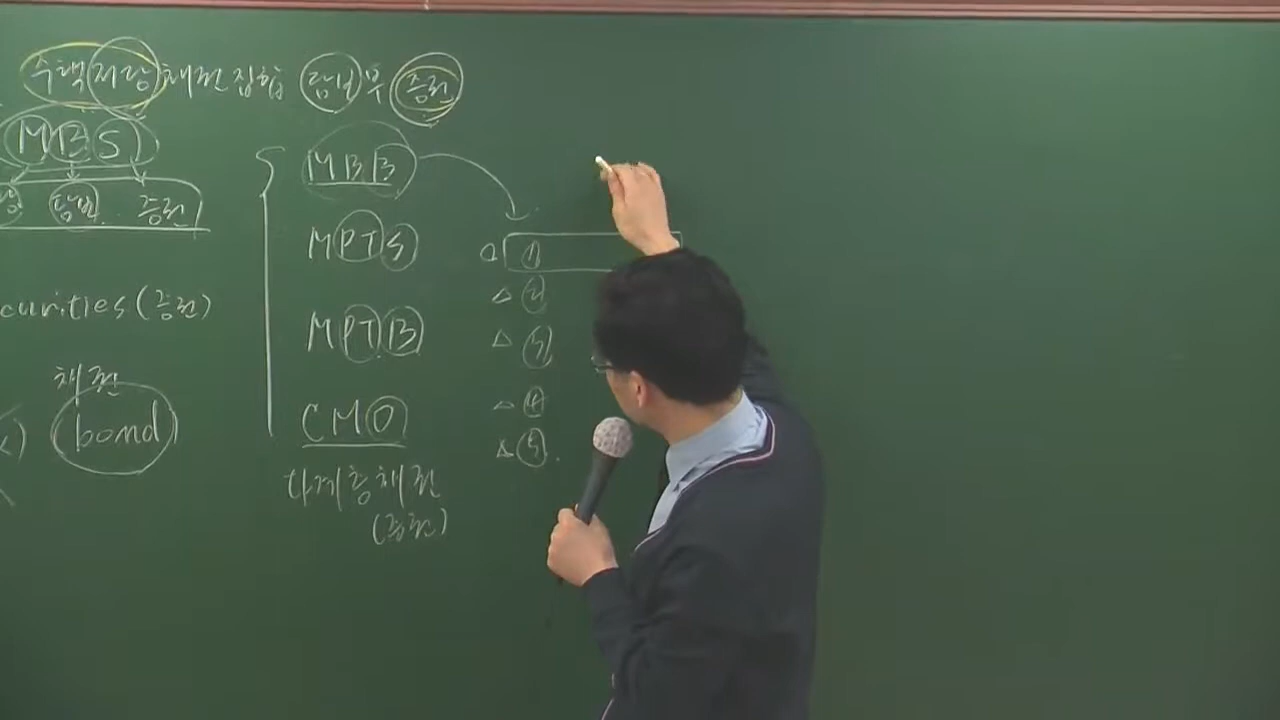 주택저당채권집합 담보부 증권
MBS
담보 증권
curities (증권)
채권
bond
MBB
MPTS
MPTB
CMO
다계층채권
(증권)
①
△ ②
△ ③
△ ④
△ ⑤